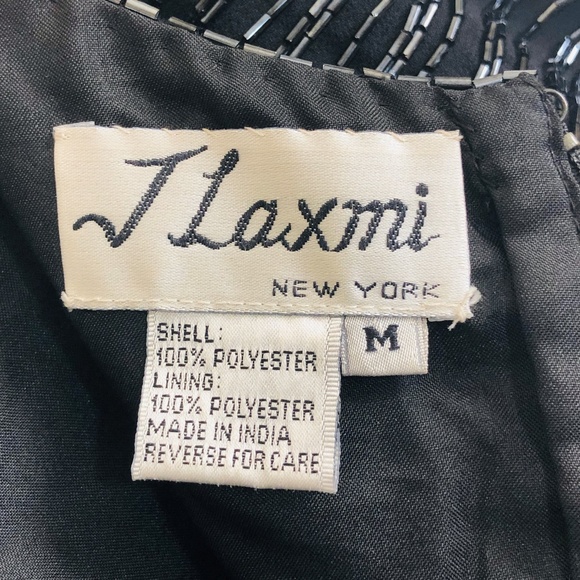 J Laxmi
NEW YORK
M
SHELL:
100% POLYESTER
LINING:
100% POLYESTER
MADE IN INDIA
REVERSE FOR CARE